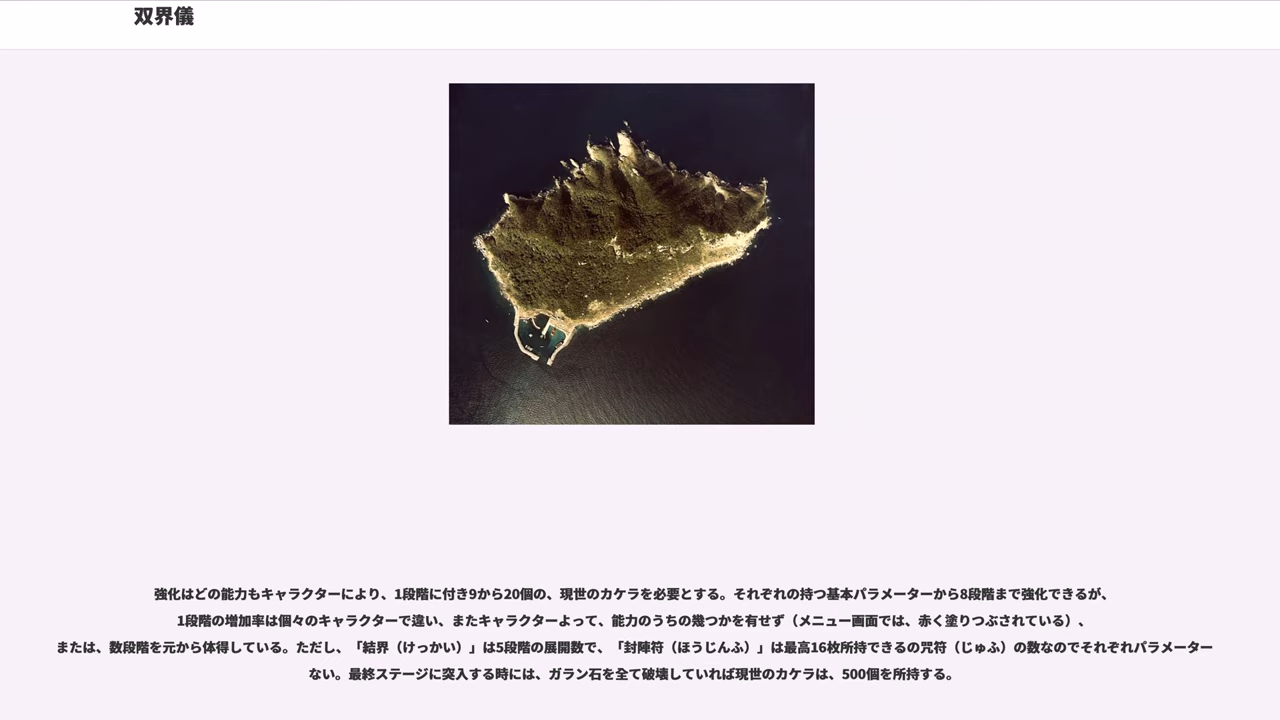 双界儀
強化はどの能力もキャラクターにより、1段階に付き9から20個の、現世のカケラを必要とする。それぞれの持つ基本パラメーターから8段階まで強化できるが、
1段階の増加率は個々のキャラクターで違い、またキャラクターよって、能力のうちの幾つかを有せず（メニュー画面では、赤く塗りつぶされている）、
または、数段階を元から体得している。ただし、「結界（けっかい）」は5段階の展開数で、「封陣符（ほうじんふ）」は最高16枚所持できるの咒符（じゅふ）の数なのでそれぞれパラメーター
ない。最終ステージに突入する時には、ガラン石を全て破壊していれば現世のカケラは、500個を所持する。